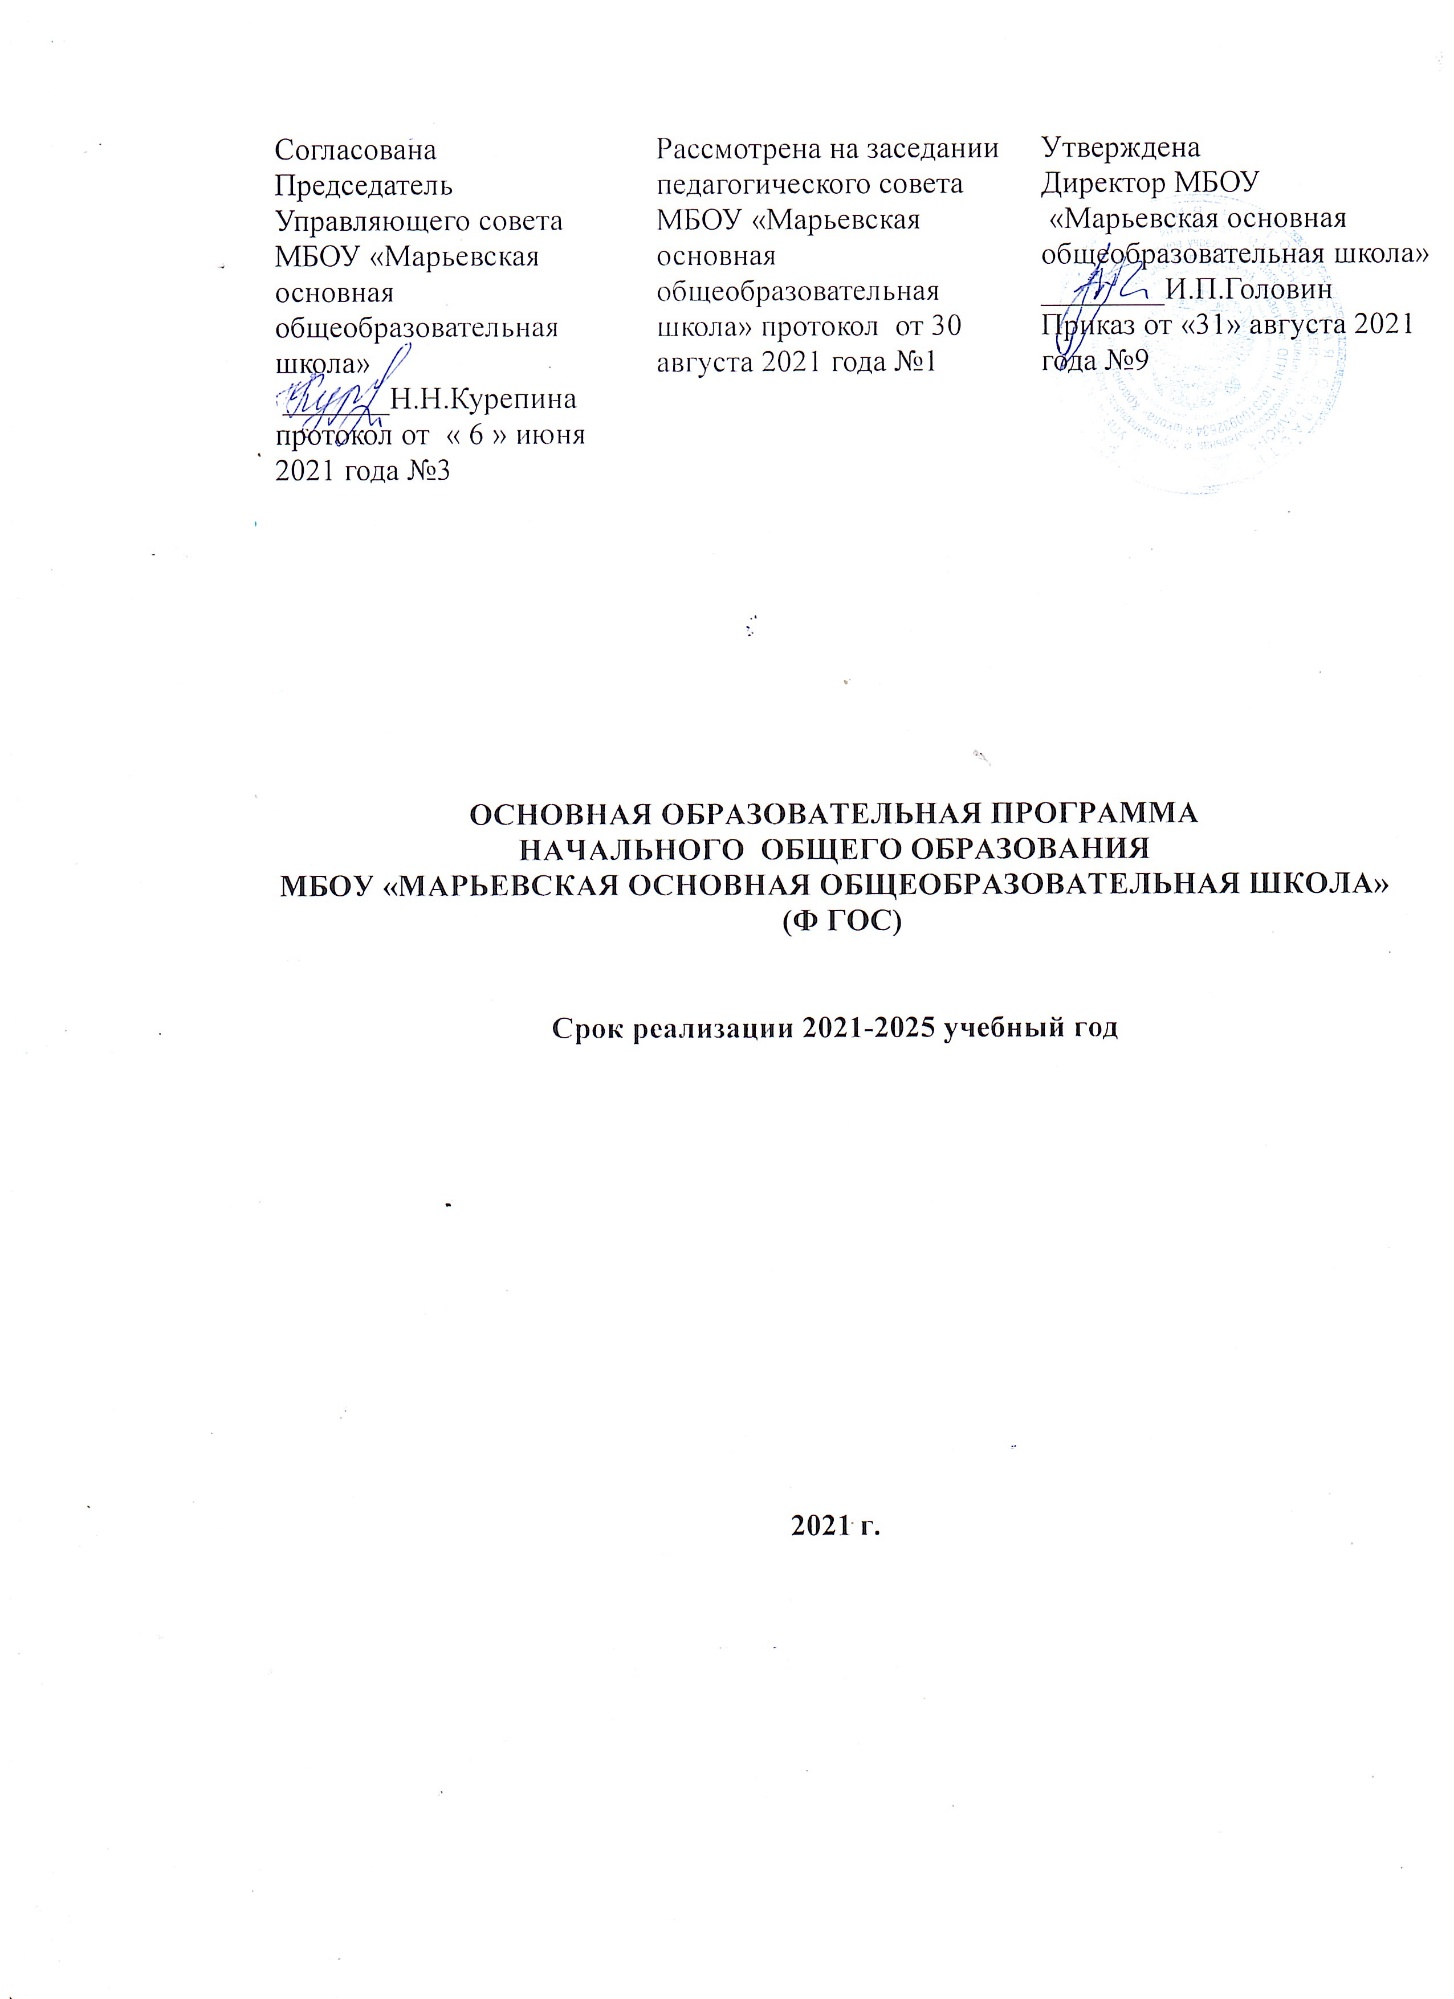 Согласована
Председатель
Управляющего совета
МБОУ «Марьевская
основная
общеобразовательная
школа»
________Н.Н.Курепина
протокол от « 6 » июня
2021 года №3
Рассмотрена на заседании
педагогического совета
МБОУ «Марьевская
основная
общеобразовательная
школа» протокол от 30
августа 2021 года №1
Утверждена
Директор МБОУ
«Марьевская основная
общеобразовательная школа»
_________И.П.Головин
Приказ от «31» августа 2021
года №9
ОСНОВНАЯ ОБРАЗОВАТЕЛЬНАЯ ПРОГРАММА
НАЧАЛЬНОГО ОБЩЕГО ОБРАЗОВАНИЯ
МБОУ «МАРЬЕВСКАЯ ОСНОВНАЯ ОБЩЕОБРАЗОВАТЕЛЬНАЯ ШКОЛА»
(Ф ГОС)
Срок реализации 2021-2025 учебный год
2021 г.